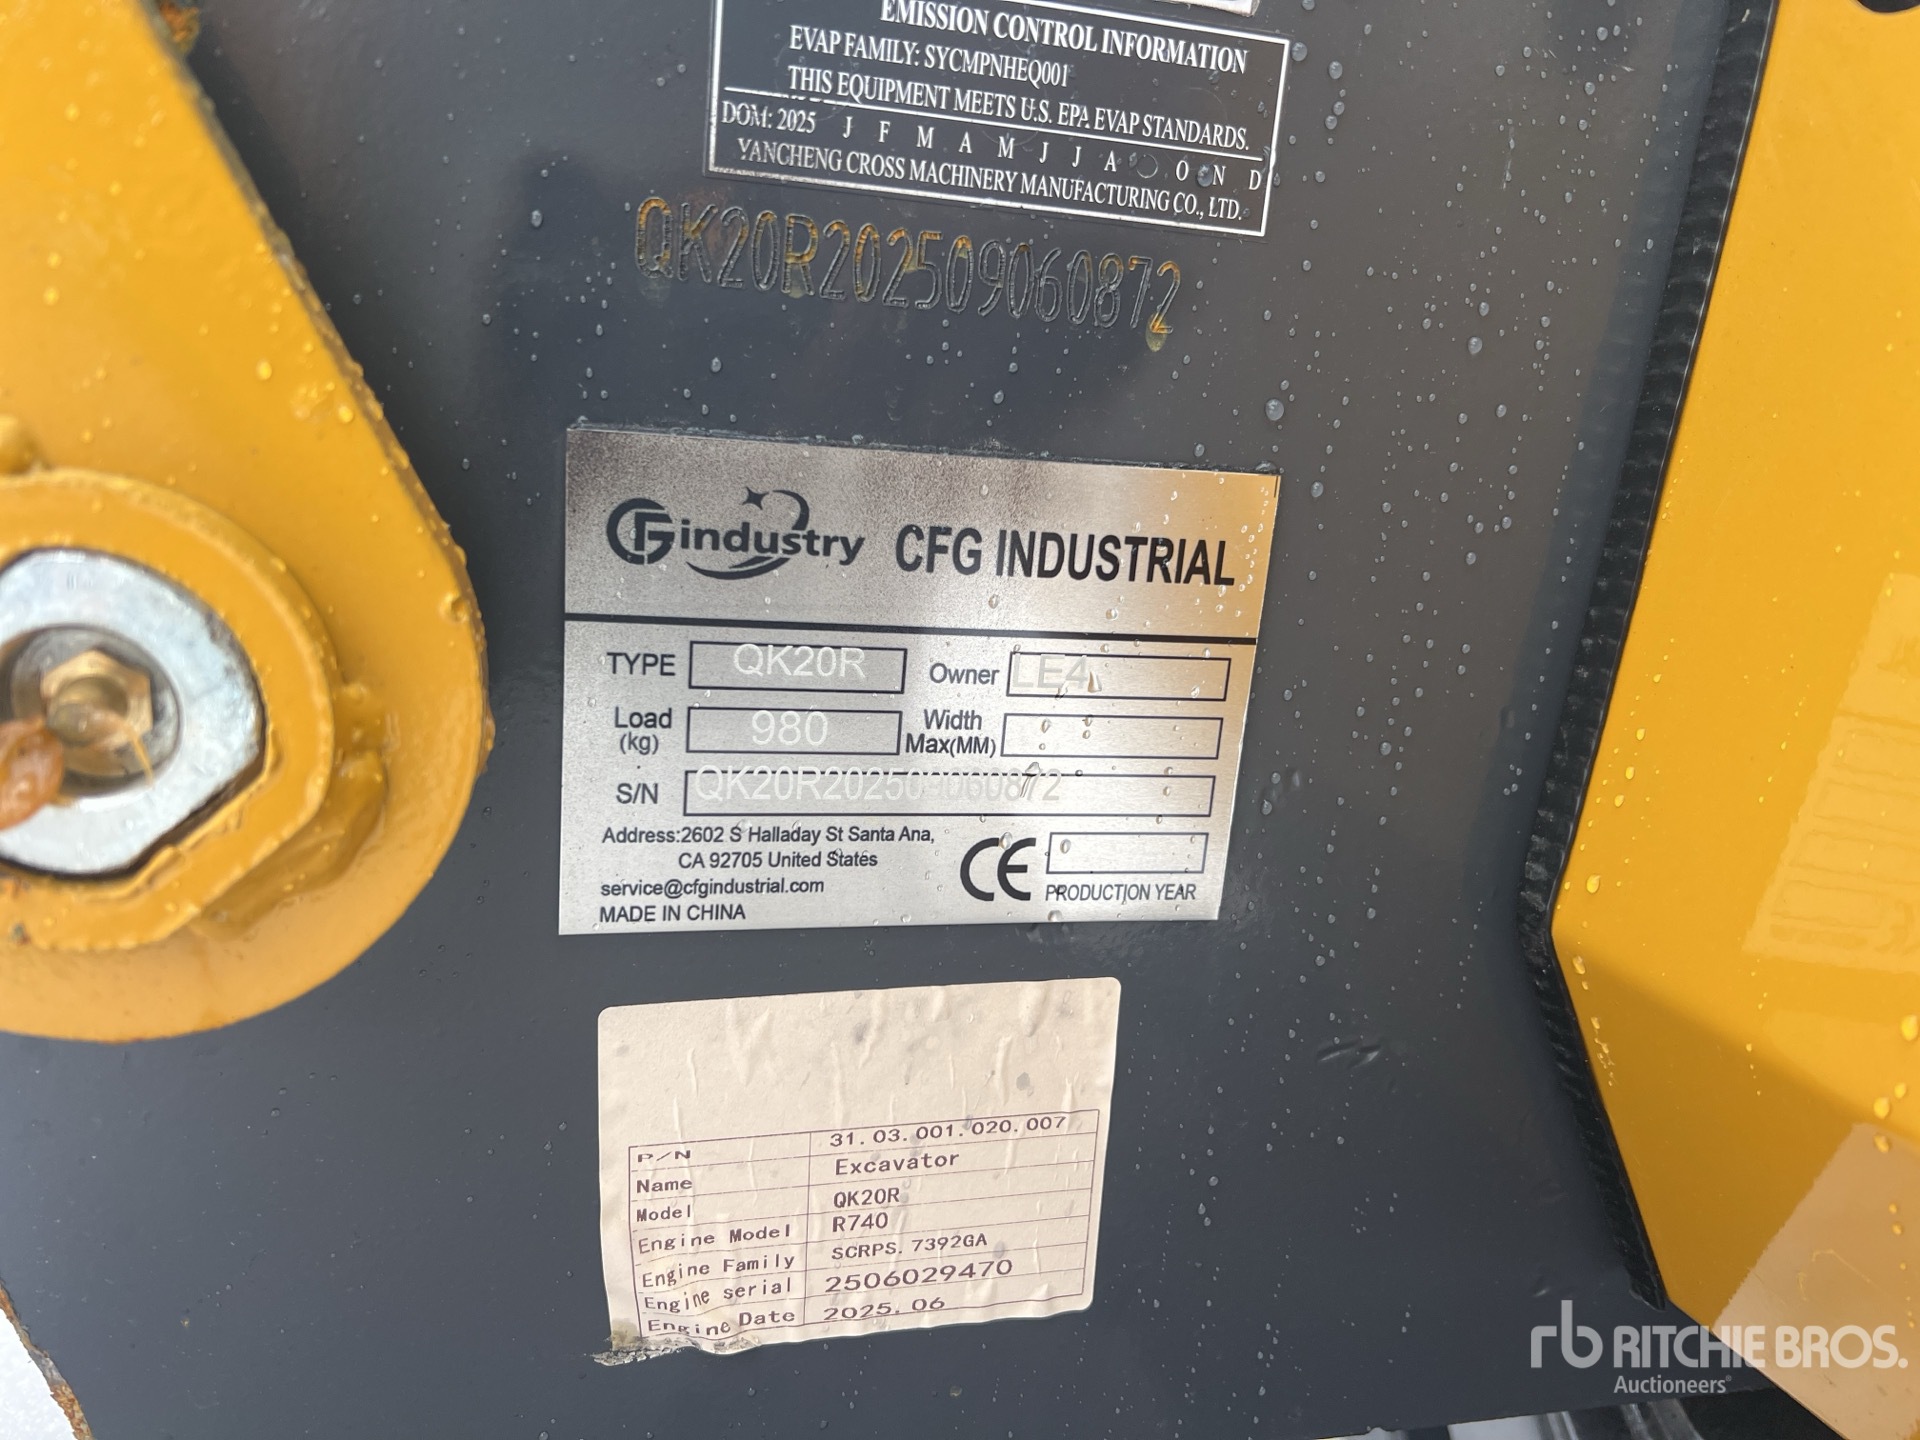 EMISSION CONTROL INFORMATION
EVAP FAMILY: SYCMPNHEQ001
THIS EQUIPMENT MEETS U.S. EPA EVAP STANDARDS.
DOM: 2025 J F M A M J J A O N D
YANCHENG CROSS MACHINERY MANUFACTURING CO., LTD.
QK20R202509060872
CFG industry CFG INDUSTRIAL
TYPE QK20R Owner LE4
Load (kg) 980 Width Max(MM)
S/N QK20R202509060872
Address:2602 S Halladay St Santa Ana,
CA 92705 United States
service@cfgindustrial.com
MADE IN CHINA
CE PRODUCTION YEAR
P/N 31.03.001.020.007
Name Excavator
Model QK20R
Engine Model R740
Engine Family SCRPS.7392GA
Engine serial 2506029470
Engine Date 2025.06
rb RITCHIE BROS.
Auctioneers